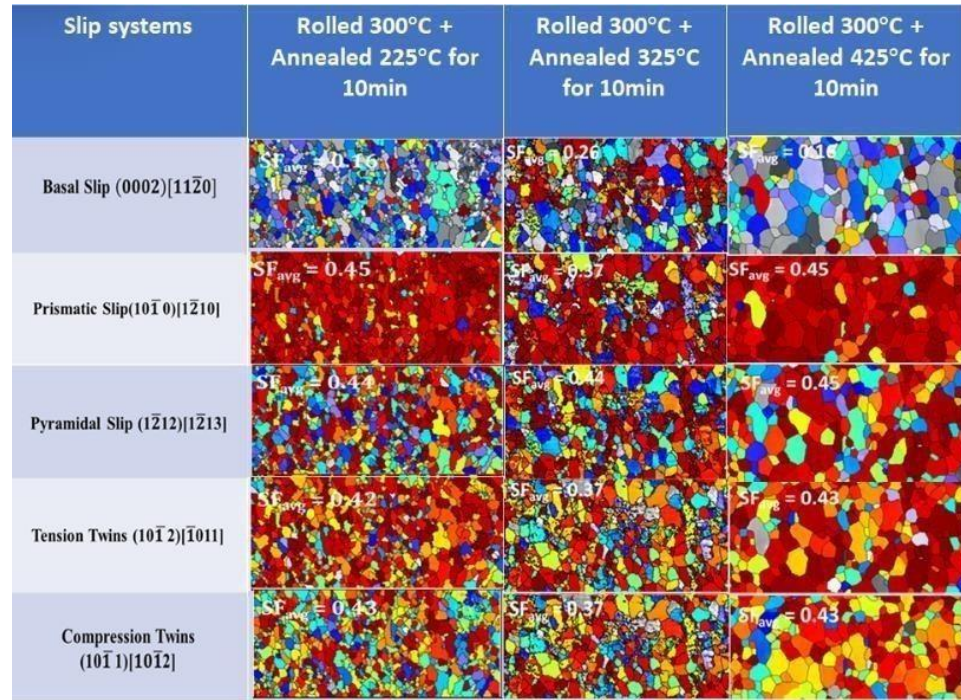 Slip systems
Rolled 300°C +
Annealed 225°C for
10min
Rolled 300°C +
Annealed 325°C
for 10min
Rolled 300°C +
Annealed 425°C for
10min
Basal Slip (0002)[112̅0]
SFavg = 0.16
SFavg = 0.26
SFavg = 0.16
Prismatic Slip(101̅ 0)[12̅10]
SFavg = 0.45
SFavg = 0.37
SFavg = 0.45
Pyramidal Slip (12̅12)[12̅13]
SFavg = 0.44
SFavg = 0.44
SFavg = 0.45
Tension Twins (101̅ 2)[1̅011]
SFavg = 0.42
SFavg = 0.37
SFavg = 0.43
Compression Twins
(101̅ 1)[101̅2]
SFavg = 0.43
SFavg = 0.37
SFavg = 0.43